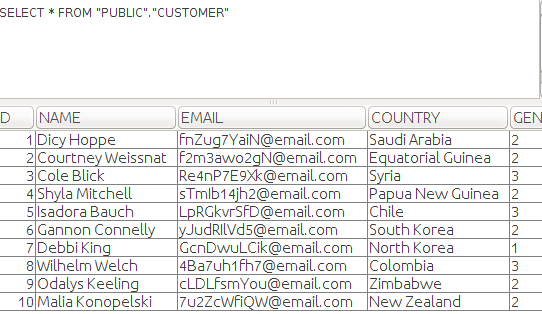 SELECT * FROM "PUBLIC"."CUSTOMER"
D NAME EMAIL COUNTRY GEN
1 Dicy Hoppe fnZug7YaiN@email.com Saudi Arabia 2
2 Courtney Weissnat f2m3awo2gN@email.com Equatorial Guinea 2
3 Cole Blick Re4nP7E9Xk@email.com Syria 3
4 Shyla Mitchell sTmIb14jh2@email.com Papua New Guinea 2
5 Isadora Bauch LpRGkvrSfD@email.com Chile 3
6 Gannon Connelly yJudRIlVd5@email.com South Korea 2
7 Debbi King GcnDwuLCik@email.com North Korea 1
8 Wilhelm Welch 4Ba7uh1fh7@email.com Colombia 3
9 Odalys Keeling cLDLfsmYou@email.com Zimbabwe 2
10 Malia Konopelski 7u2ZcWfiQW@email.com New Zealand 2